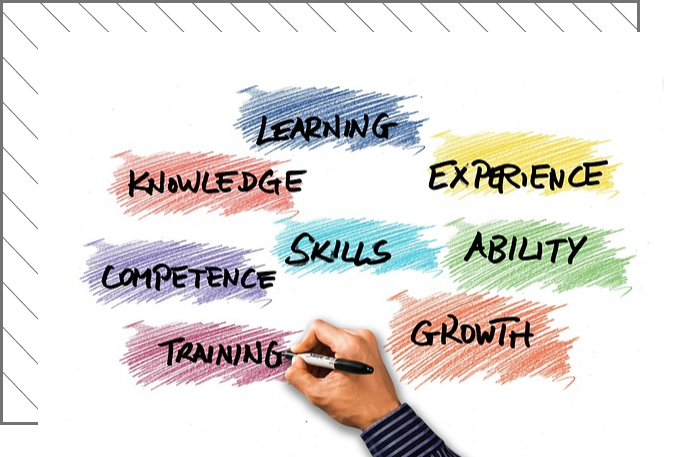 LEARNING
KNOWLEDGE
EXPERIENCE
SKILLS
ABILITY
COMPETENCE
GROWTH
TRAINING